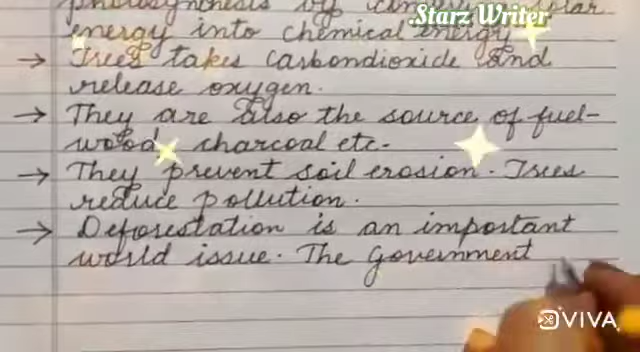 photosynthesis by
Starz Writer
energy into chemical energy
→ Trees takes carbondioxide and
release oxygen.
→ They are also the source of fuel-
wood, charcoal etc.
→ They prevent soil erosion. Trees
reduce pollution.
→ Deforestation is an important
world issue. The Government
VIVA